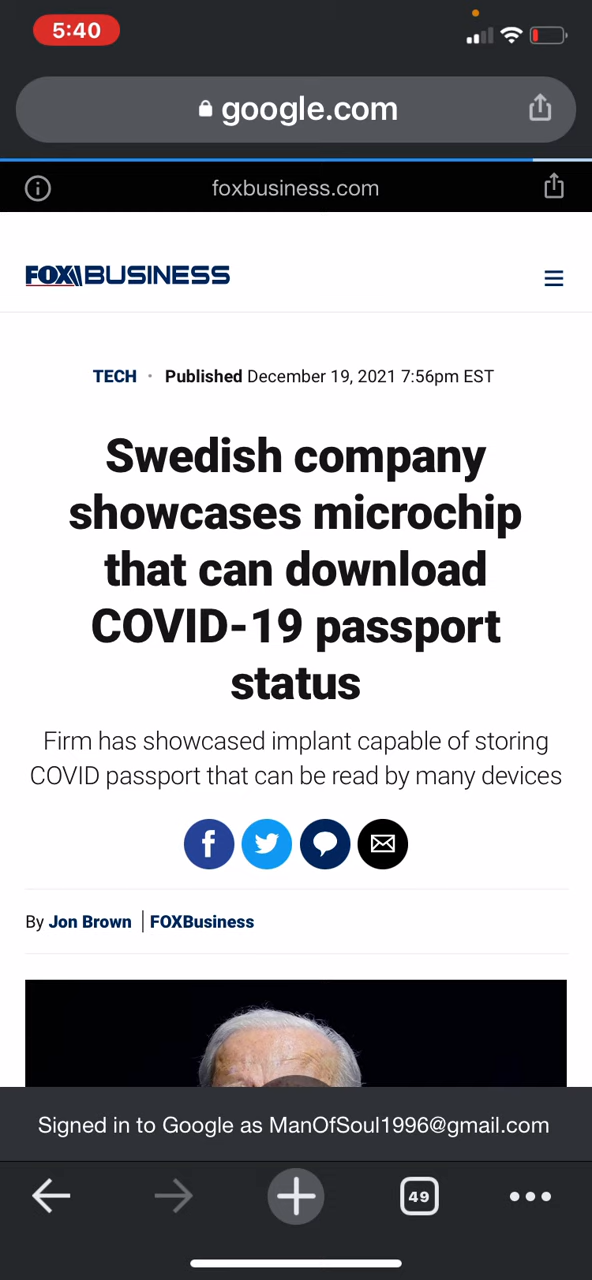 5:40
google.com
foxbusiness.com
FOX BUSINESS
TECH • Published December 19, 2021 7:56pm EST
Swedish company
showcases microchip
that can download
COVID-19 passport
status
Firm has showcased implant capable of storing
COVID passport that can be read by many devices
f
By Jon Brown | FOXBusiness
Signed in to Google as ManOfSoul1996@gmail.com
49